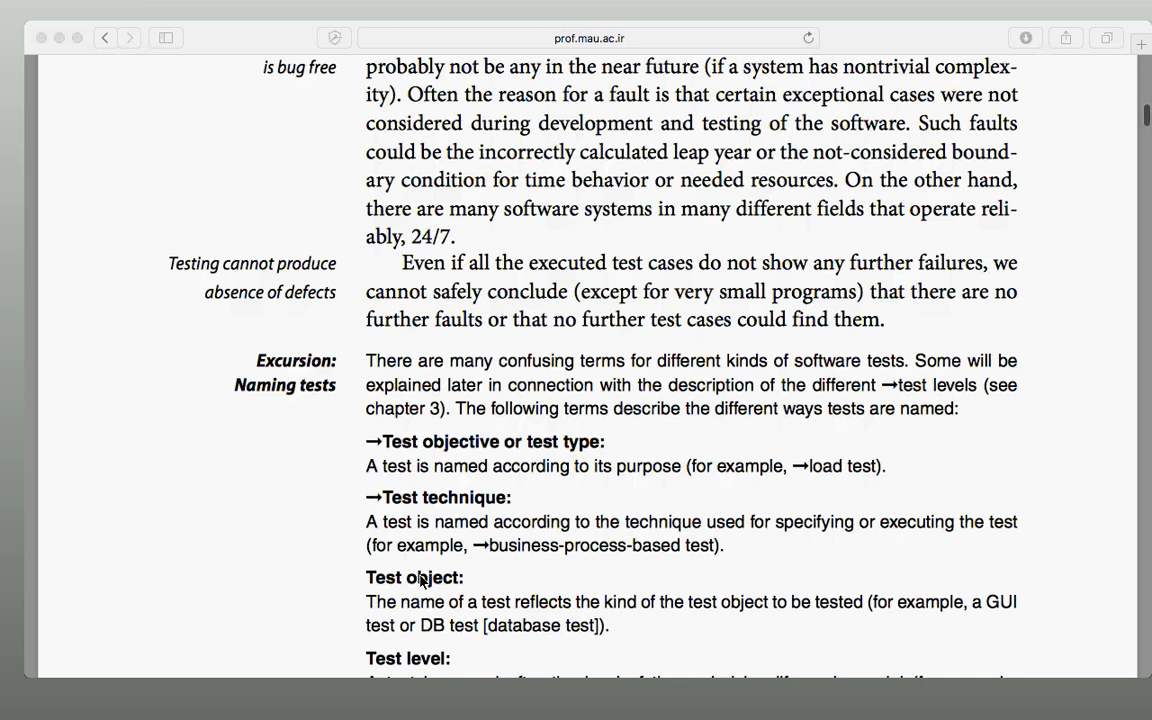 prof.mau.ac.ir
is bug free
probably not be any in the near future (if a system has nontrivial complex-
ity). Often the reason for a fault is that certain exceptional cases were not
considered during development and testing of the software. Such faults
could be the incorrectly calculated leap year or the not-considered bound-
ary condition for time behavior or needed resources. On the other hand,
there are many software systems in many different fields that operate reli-
ably, 24/7.
Testing cannot produce
absence of defects
Even if all the executed test cases do not show any further failures, we
cannot safely conclude (except for very small programs) that there are no
further faults or that no further test cases could find them.
Excursion:
Naming tests
There are many confusing terms for different kinds of software tests. Some will be
explained later in connection with the description of the different →test levels (see
chapter 3). The following terms describe the different ways tests are named:
→Test objective or test type:
A test is named according to its purpose (for example, →load test).
→Test technique:
A test is named according to the technique used for specifying or executing the test
(for example, →business-process-based test).
Test object:
The name of a test reflects the kind of the test object to be tested (for example, a GUI
test or DB test [database test]).
Test level: